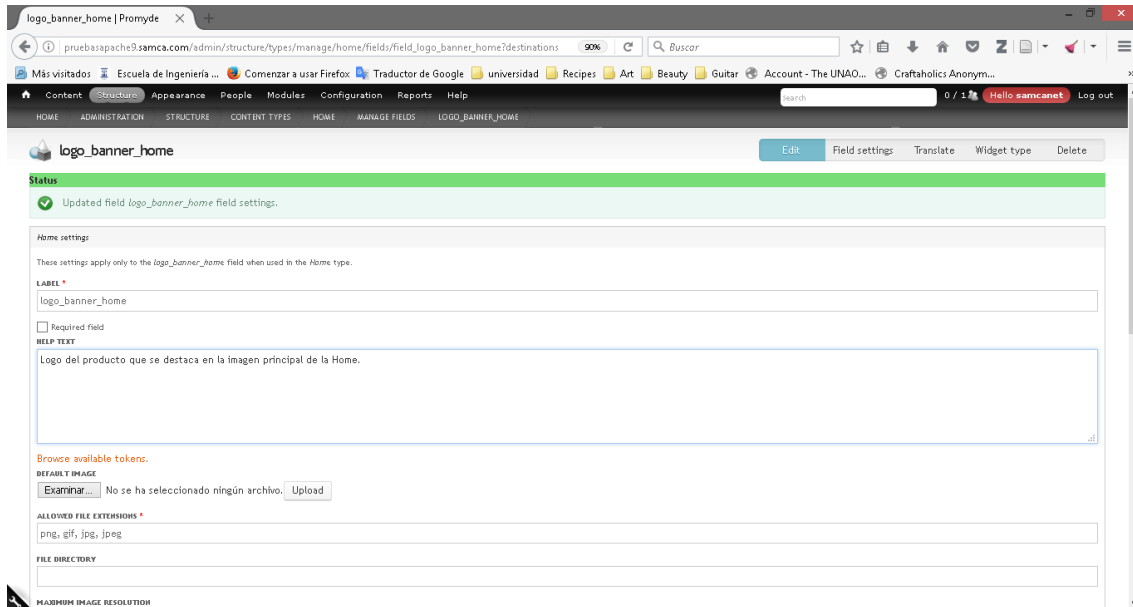 logo_banner_home | Promyde
pruebasapache9.samca.com/admin/structure/types/manage/home/fields/field_logo_banner_home?destinations 90% Buscar
Más visitados Escuela de Ingeniería ... Comenzar a usar Firefox Traductor de Google universidad Recipes Art Beauty Guitar Account - The UNAO... Craftaholics Anonym...
Content Structure Appearance People Modules Configuration Reports Help Search 0 / 1 Hello samcanet Log out
HOME ADMINISTRATION STRUCTURE CONTENT TYPES HOME MANAGE FIELDS LOGO_BANNER_HOME
logo_banner_home Edit Field settings Translate Widget type Delete
Status
Updated field logo_banner_home field settings.
Home settings
These settings apply only to the logo_banner_home field when used in the Home type.
LABEL *
logo_banner_home
Required field
HELP TEXT
Logo del producto que se destaca en la imagen principal de la Home.
Browse available tokens.
DEFAULT IMAGE
Examinar... No se ha seleccionado ningún archivo. Upload
ALLOWED FILE EXTENSIONS *
png, gif, jpg, jpeg
FILE DIRECTORY
MAXIMUM IMAGE RESOLUTION